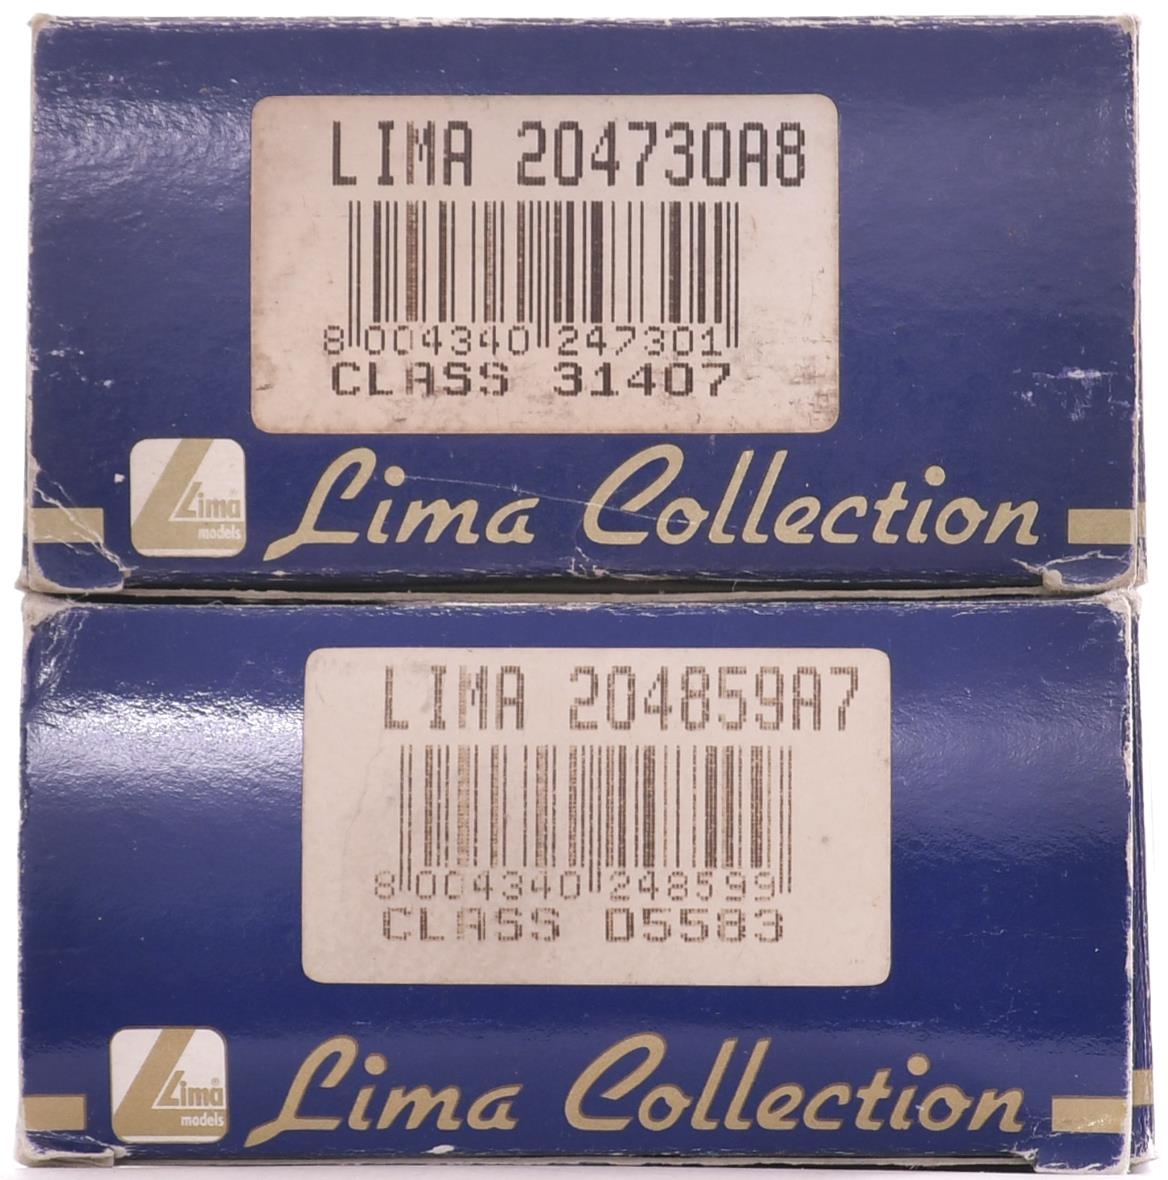 LIMA 204730A8
8 004340 247301
CLASS 31407
Lima®
models
Lima Collection
LIMA 204859A7
8 004340 248599
CLASS D5583
Lima®
models
Lima Collection